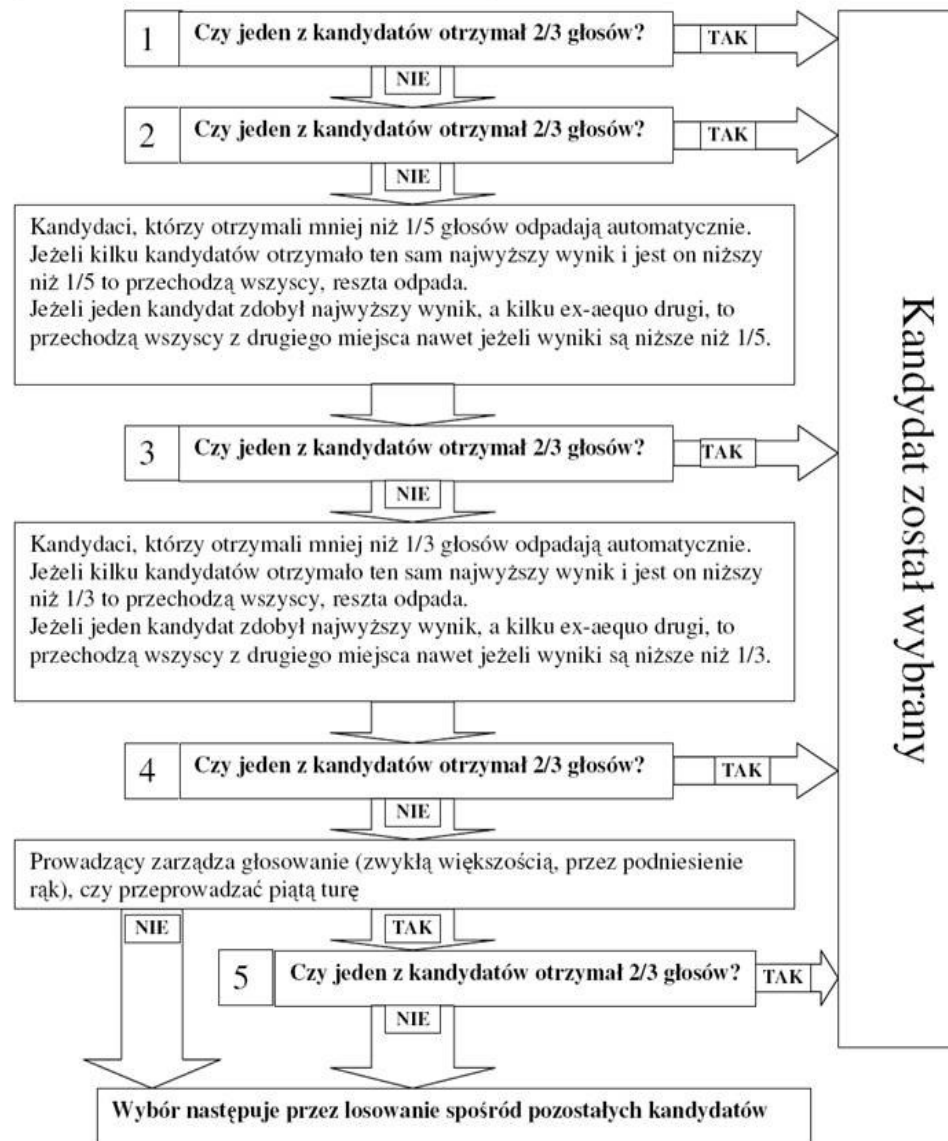 1
Czy jeden z kandydatów otrzymał 2/3 głosów?
TAK
NIE
2
Czy jeden z kandydatów otrzymał 2/3 głosów?
TAK
NIE
Kandydaci, którzy otrzymali mniej niż 1/5 głosów odpadają automatycznie.
Jeżeli kilku kandydatów otrzymało ten sam najwyższy wynik i jest on niższy
niż 1/5 to przechodzą wszyscy, reszta odpada.
Jeżeli jeden kandydat zdobył najwyższy wynik, a kilku ex-aequo drugi, to
przechodzą wszyscy z drugiego miejsca nawet jeżeli wyniki są niższe niż 1/5.
3
Czy jeden z kandydatów otrzymał 2/3 głosów?
TAK
NIE
Kandydaci, którzy otrzymali mniej niż 1/3 głosów odpadają automatycznie.
Jeżeli kilku kandydatów otrzymało ten sam najwyższy wynik i jest on niższy
niż 1/3 to przechodzą wszyscy, reszta odpada.
Jeżeli jeden kandydat zdobył najwyższy wynik, a kilku ex-aequo drugi, to
przechodzą wszyscy z drugiego miejsca nawet jeżeli wyniki są niższe niż 1/3.
4
Czy jeden z kandydatów otrzymał 2/3 głosów?
TAK
NIE
Prowadzący zarządza głosowanie (zwykłą większością, przez podniesienie
rąk), czy przeprowadzać piątą turę
NIE
TAK
5
Czy jeden z kandydatów otrzymał 2/3 głosów?
TAK
NIE
Wybór następuje przez losowanie spośród pozostałych kandydatów
Kandydat został wybrany